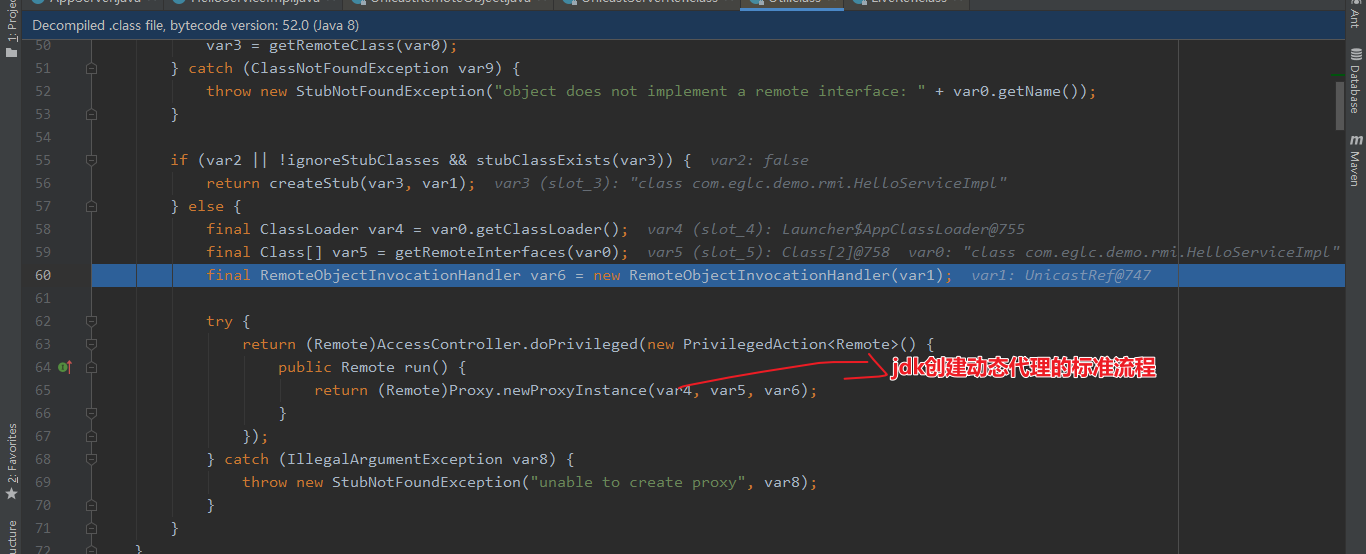 Decompiled .class file, bytecode version: 52.0 (Java 8)
50 var3 = getRemoteClass(var0);
51 } catch (ClassNotFoundException var9) {
52 throw new StubNotFoundException("object does not implement a remote interface: " + var0.getName());
53 }
54
55 if (var2 || !ignoreStubClasses && stubClassExists(var3)) { var2: false
56 return createStub(var3, var1); var3 (slot_3): "class com.eglc.demo.rmi.HelloServiceImpl"
57 } else {
58 final ClassLoader var4 = var0.getClassLoader(); var4 (slot_4): Launcher$AppClassLoader@755
59 final Class[] var5 = getRemoteInterfaces(var0); var5 (slot_5): Class[2]@758 var0: "class com.eglc.demo.rmi.HelloServiceImpl"
60 final RemoteObjectInvocationHandler var6 = new RemoteObjectInvocationHandler(var1); var1: UnicastRef@747
61
62 try {
63 return (Remote)AccessController.doPrivileged(new PrivilegedAction<Remote>() {
64 public Remote run() {
jdk创建动态代理的标准流程
65 return (Remote)Proxy.newProxyInstance(var4, var5, var6);
66 }
67 });
68 } catch (IllegalArgumentException var8) {
69 throw new StubNotFoundException("unable to create proxy", var8);
70 }
71 }
72 }
Ant
Database
Maven
2: Favorites